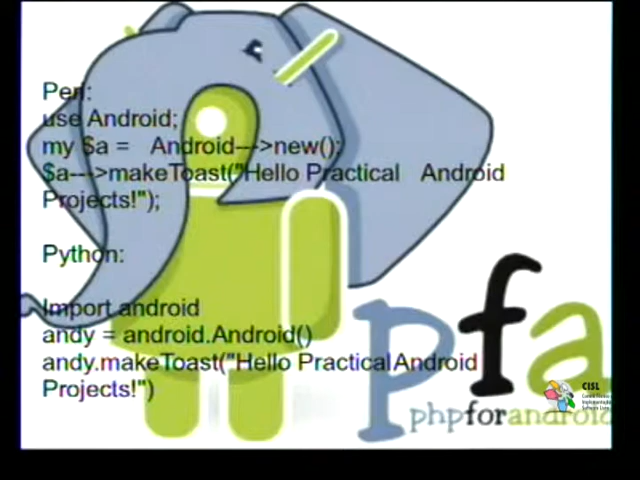 Perl:
use Android;
my $a = Android--->new();
$a--->makeToast("Hello Practical Android
Projects!");
Python:
Import android
andy = android.Android()
andy.makeToast("Hello Practical Android
Projects!")
pfa
phpforandroid
CISL